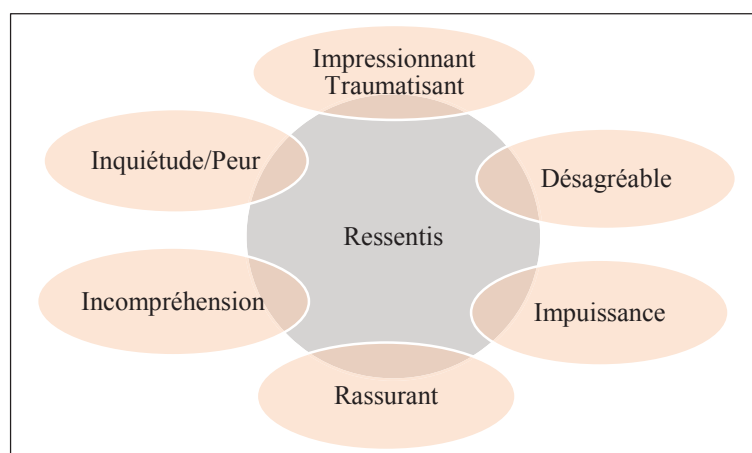 Impressionnant
Traumatisant
Inquiétude/Peur
Désagréable
Ressentis
Incompréhension
Impuissance
Rassurant